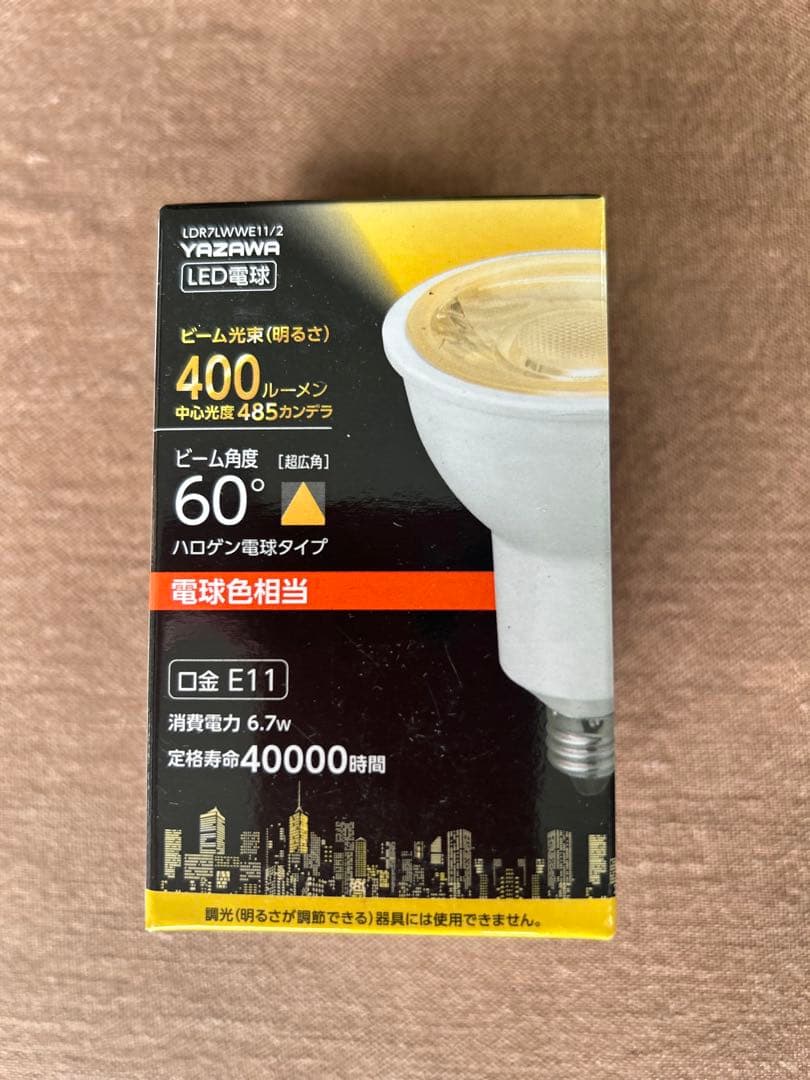 LDR7LWWE11/2
YAZAWA
LED電球
ビーム光束(明るさ)
400ルーメン
中心光度 485カンデラ
ビーム角度 [超広角]
60°
ハロゲン電球タイプ
電球色相当
口金 E11
消費電力 6.7W
定格寿命40000時間
調光(明るさが調節できる)器具には使用できません。